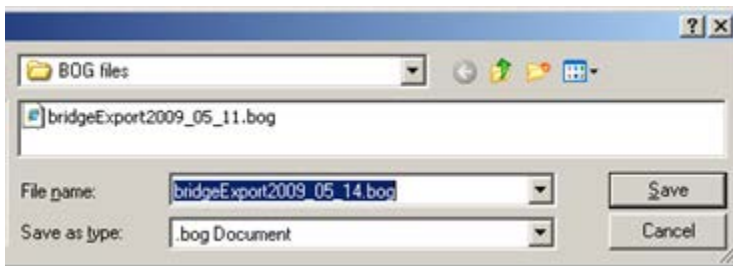 BOG files
bridgeExport2009_05_11.bog
File name: bridgeExport2009_05_14.bog Save
Save as type: .bog Document Cancel